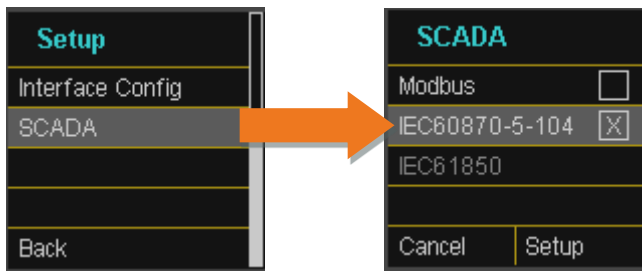 Setup
Interface Config
SCADA
Back
SCADA
Modbus
IEC60870-5-104 X
IEC61850
Cancel Setup